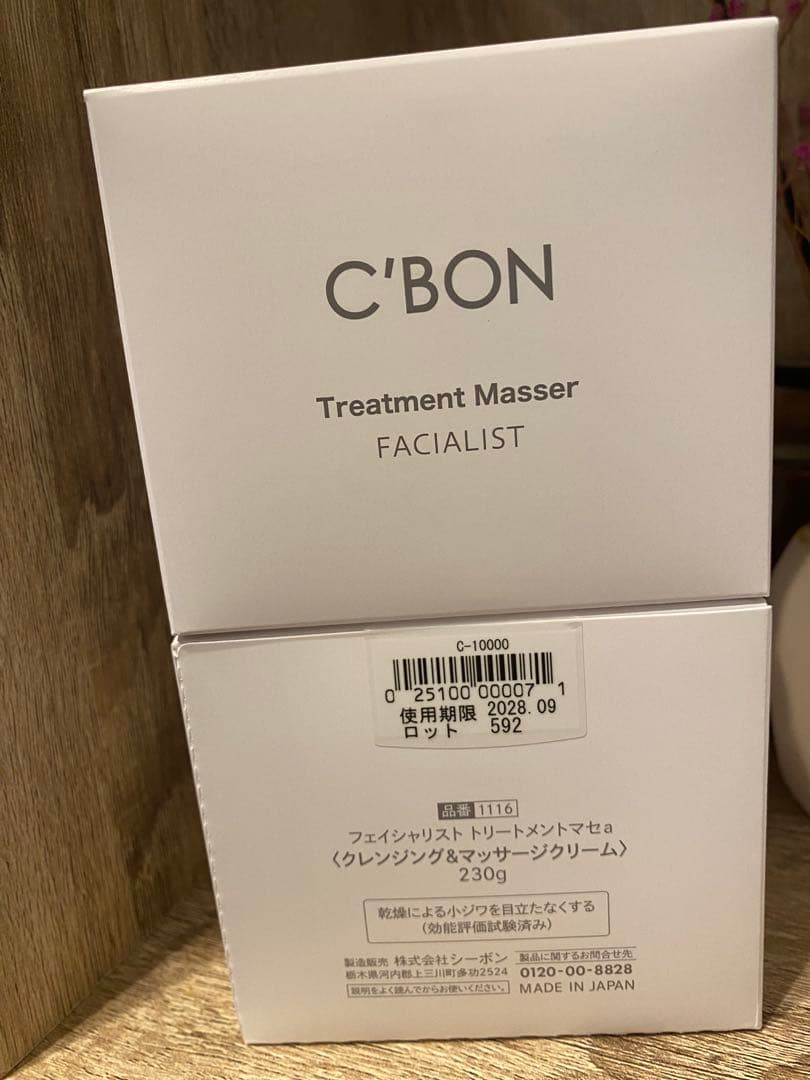 C'BON
Treatment Masser
FACIALIST
C-10000
0 25100 00007 1
使用期限 2028.09
ロット 592
品番 1116
フェイシャリスト トリートメントマセa
〈クレンジング&マッサージクリーム〉
230g
乾燥による小ジワを目立たなくする
(効能評価試験済み)
製造販売 株式会社シーボン
栃木県河内郡上三川町多功2524
説明をよく読んでからお使いください。
製品に関するお問合せ先
0120-00-8828
MADE IN JAPAN